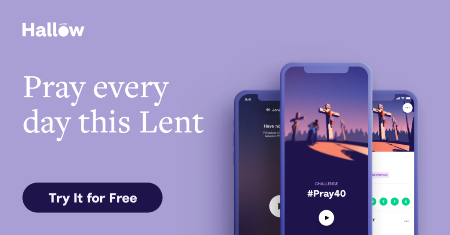 Hallow
Pray every
day this Lent
Try It for Free
CHALLENGE
#Pray40